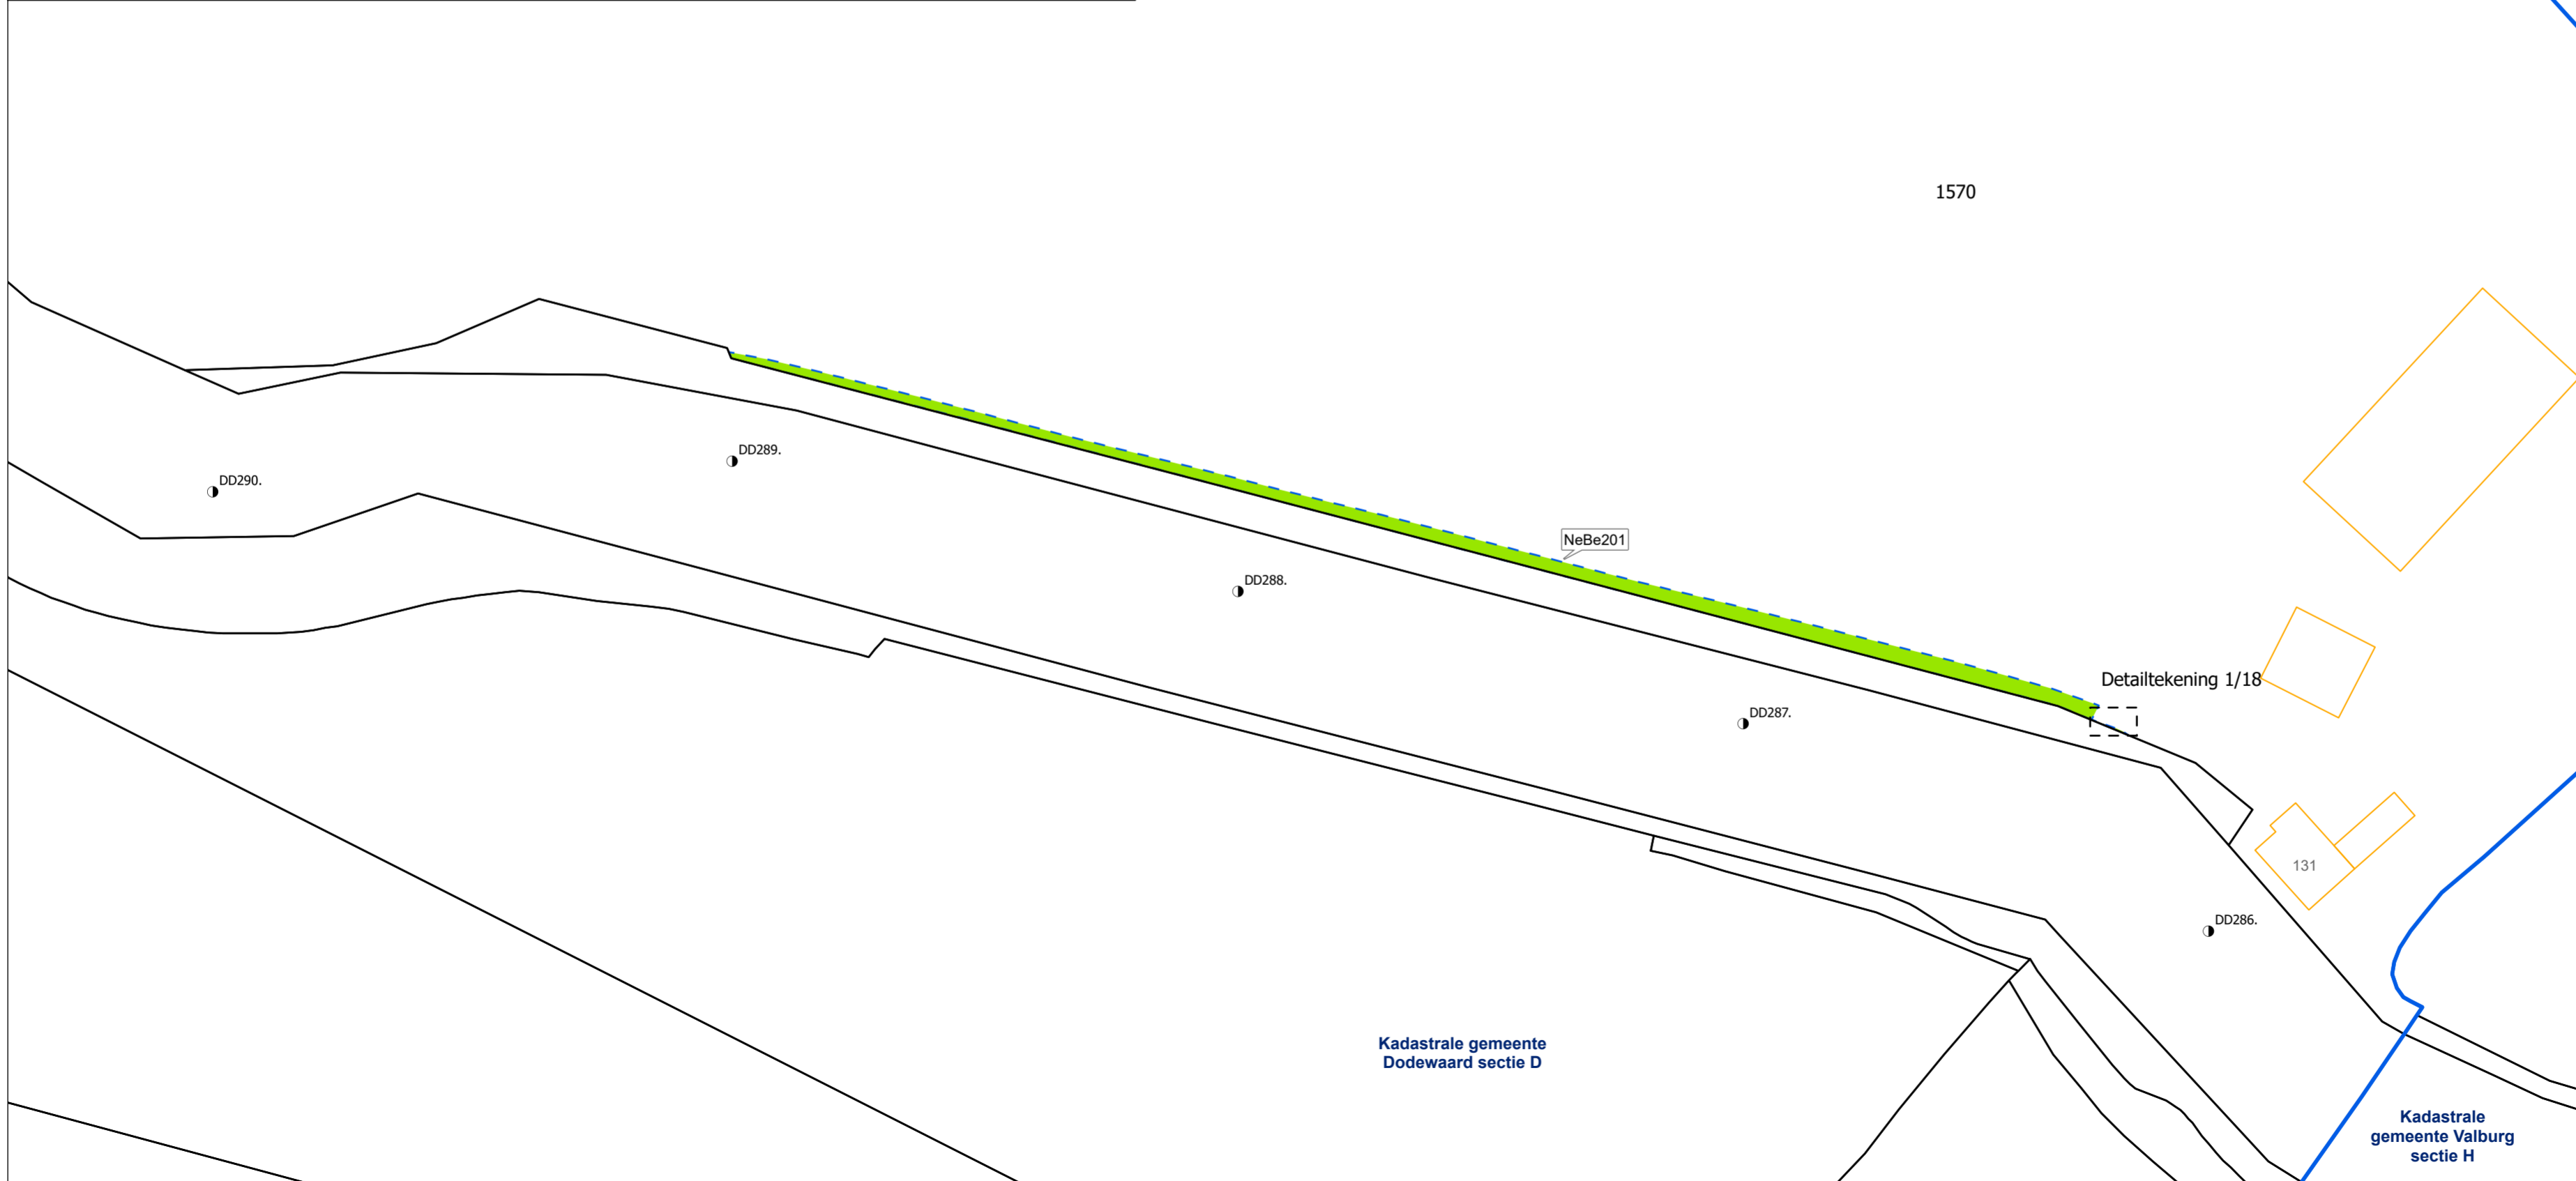 1570
DD289.
DD290.
NeBe201
DD288.
Detailtekening 1/18
DD287.
131
DD286.
Kadastrale gemeente
Dodewaard sectie D
Kadastrale
gemeente Valburg
sectie H